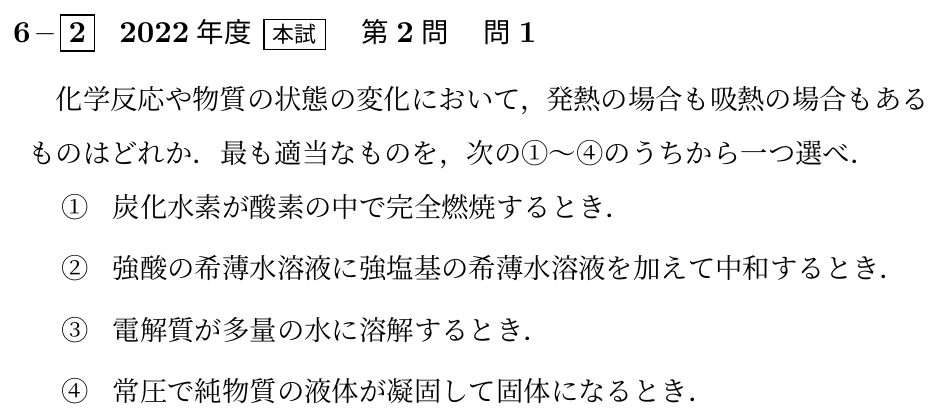 6–2 2022年度 本試 第2問 問1
化学反応や物質の状態の変化において，発熱の場合も吸熱の場合もある
ものはどれか．最も適当なものを，次の①～④のうちから一つ選べ．
① 炭化水素が酸素の中で完全燃焼するとき．
② 強酸の希薄水溶液に強塩基の希薄水溶液を加えて中和するとき．
③ 電解質が多量の水に溶解するとき．
④ 常圧で純物質の液体が凝固して固体になるとき．